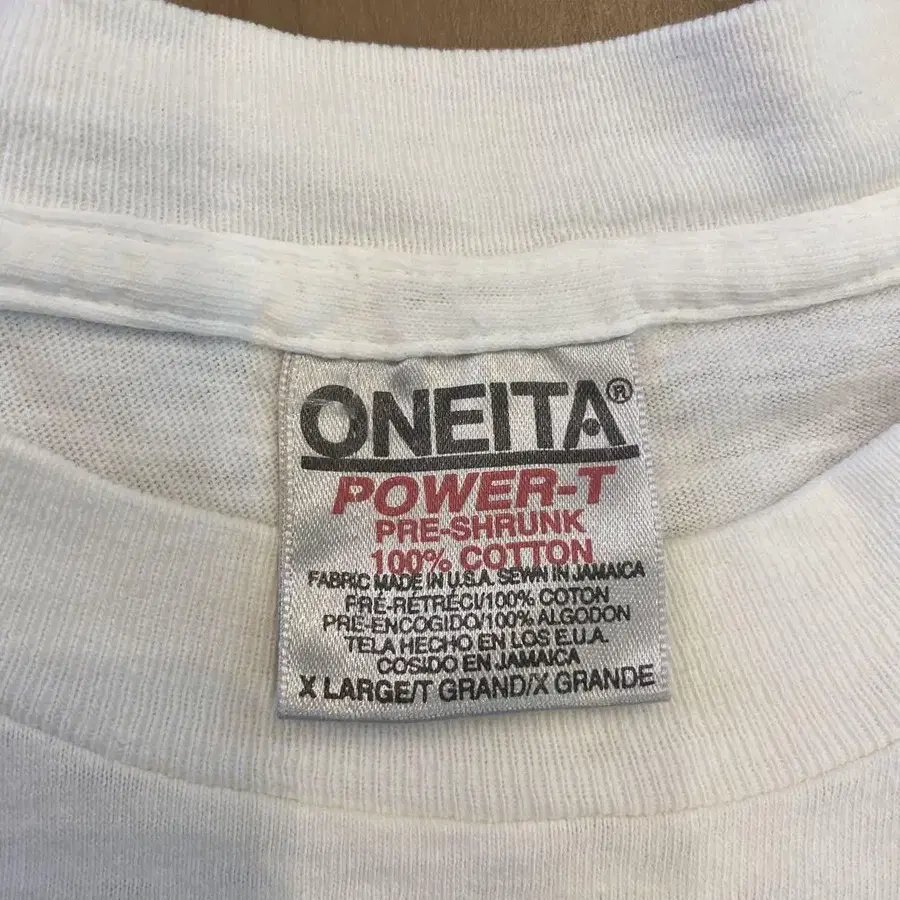 ONEITA®
POWER-T
PRE-SHRUNK
100% COTTON
FABRIC MADE IN U.S.A. SEWN IN JAMAICA
PRÉ-RÉTRÉCI/100% COTON
PRE-ENCOGIDO/100% ALGODON
TELA HECHO EN LOS E.U.A.
COSIDO EN JAMAICA
X LARGE/T GRAND/X GRANDE